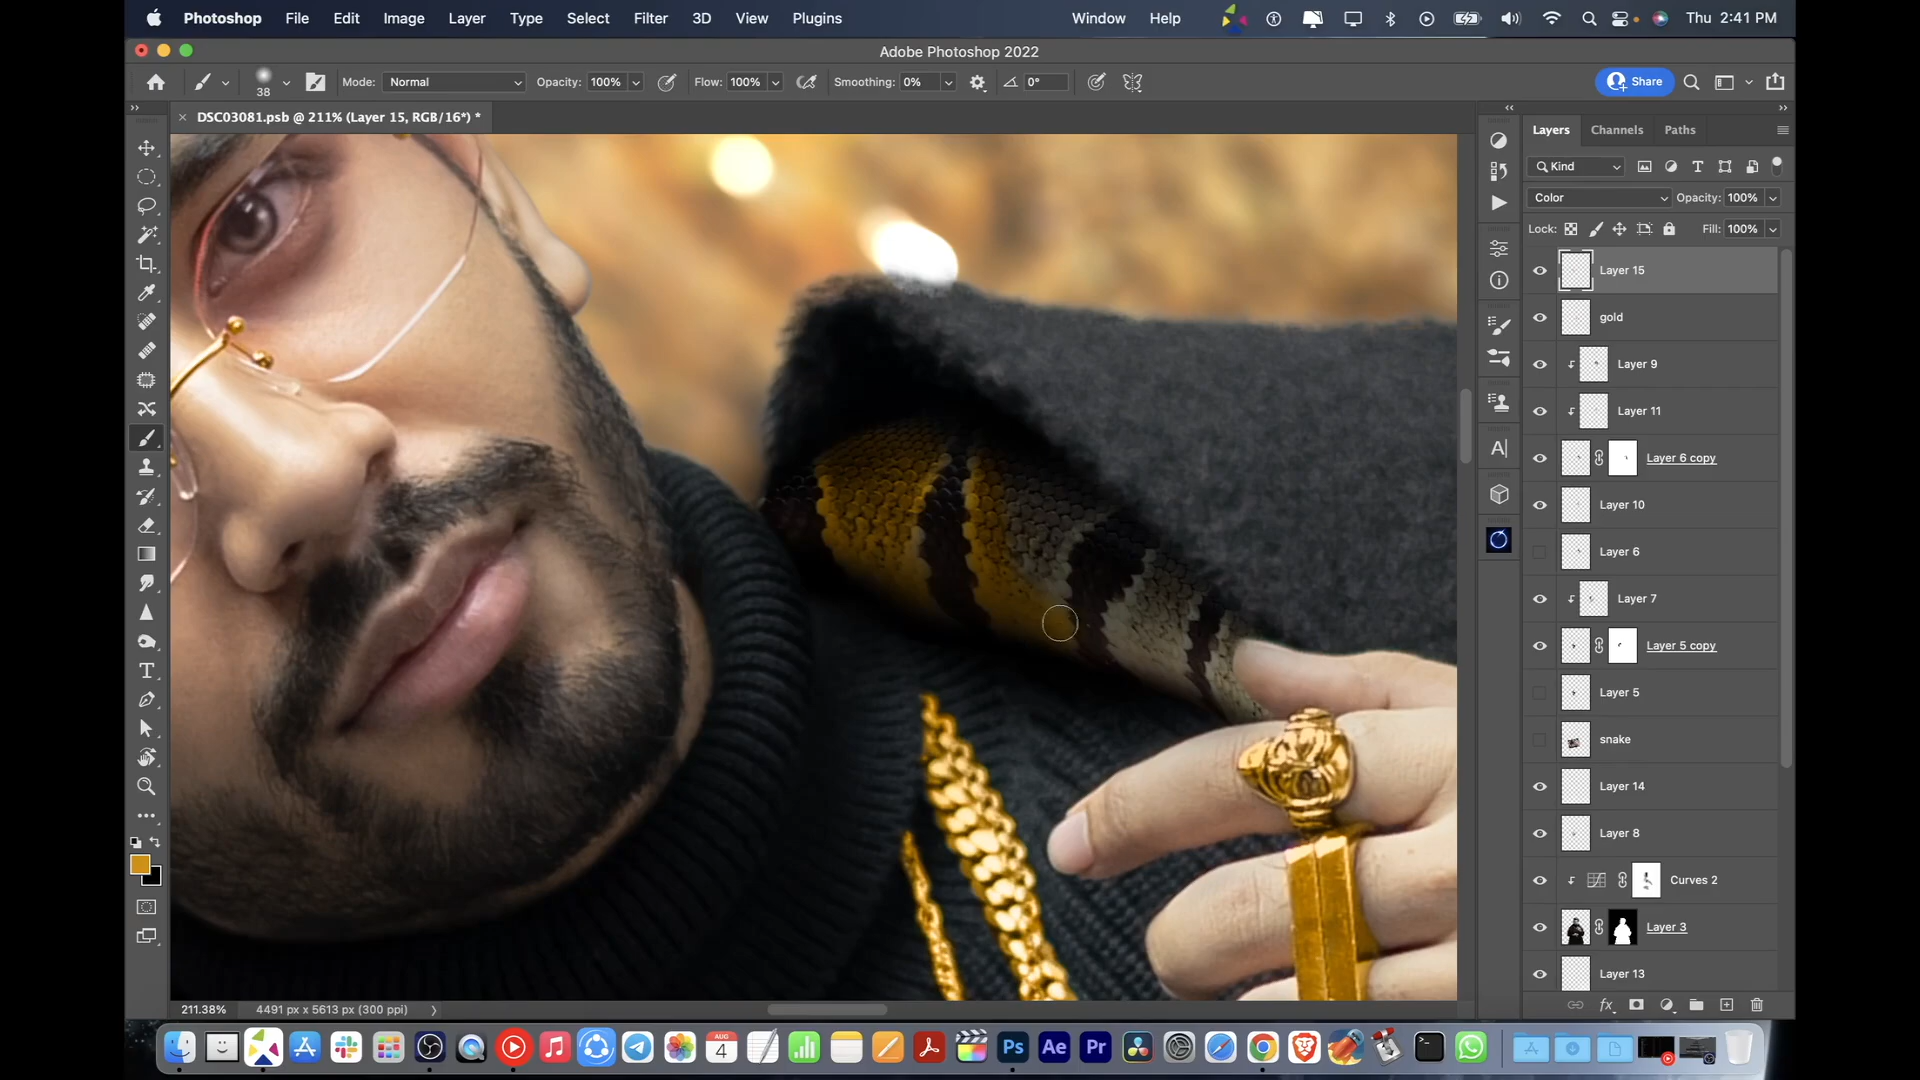 Photoshop File Edit Image Layer Type Select Filter 3D View Plugins Window Help Thu 2:41 PM
Adobe Photoshop 2022
38 Mode: Normal Opacity: 100% Flow: 100% Smoothing: 0% 0° Share
DSC03081.psb @ 211% (Layer 15, RGB/16*) *
Layers Channels Paths
Kind
Color Opacity: 100%
Lock: Fill: 100%
Layer 15
gold
Layer 9
Layer 11
Layer 6 copy
Layer 10
Layer 6
Layer 7
Layer 5 copy
Layer 5
snake
Layer 14
Layer 8
Curves 2
Layer 3
Layer 13
211.38% 4491 px x 5613 px (300 ppi)
AUG
4
Ps Ae Pr